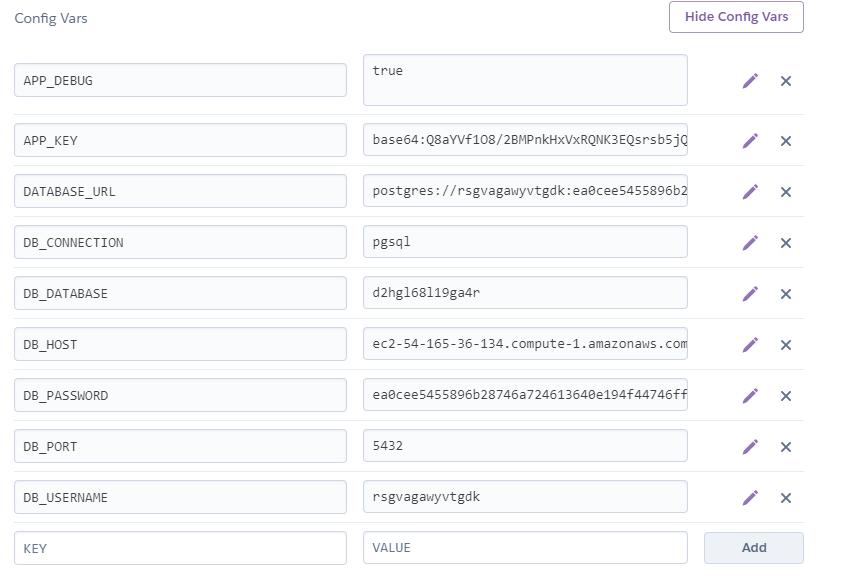 Config Vars
Hide Config Vars
APP_DEBUG
true
APP_KEY
base64:Q8aYVf1O8/2BMPnkHxVxRQNK3EQsrsb5jQ
DATABASE_URL
postgres://rsgvagawyvtgdk:ea0cee5455896b2
DB_CONNECTION
pgsql
DB_DATABASE
d2hgl68l19ga4r
DB_HOST
ec2-54-165-36-134.compute-1.amazonaws.com
DB_PASSWORD
ea0cee5455896b28746a724613640e194f44746ff
DB_PORT
5432
DB_USERNAME
rsgvagawyvtgdk
KEY
VALUE
Add